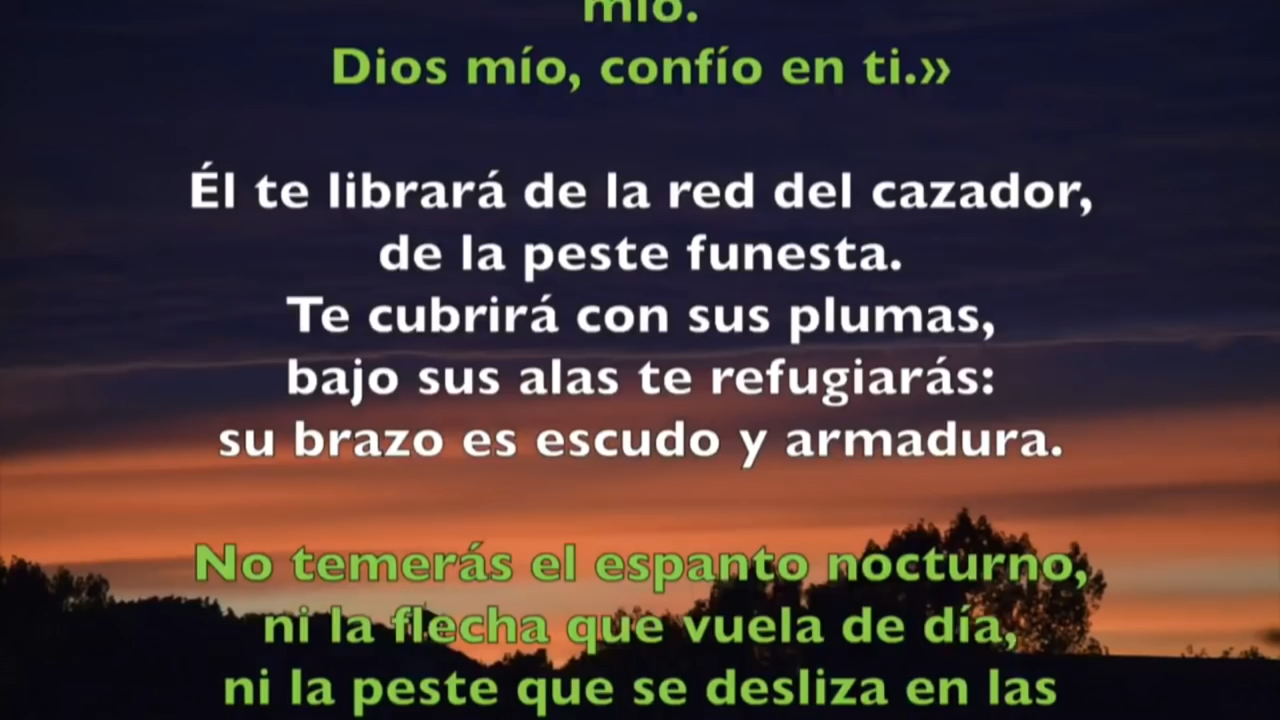 mío.
Dios mío, confío en ti.»
Él te librará de la red del cazador,
de la peste funesta.
Te cubrirá con sus plumas,
bajo sus alas te refugiarás:
su brazo es escudo y armadura.
No temerás el espanto nocturno,
ni la flecha que vuela de día,
ni la peste que se desliza en las